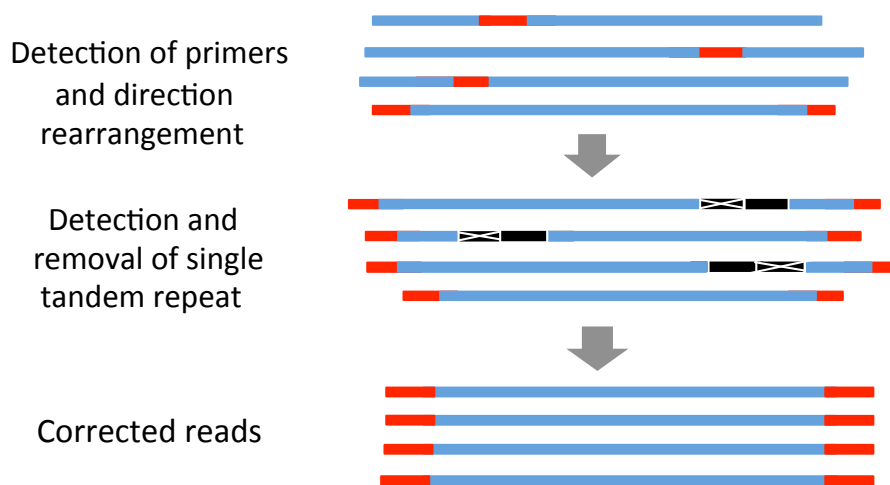 Detection of primers
and direction
rearrangement
Detection and
removal of single
tandem repeat
Corrected reads